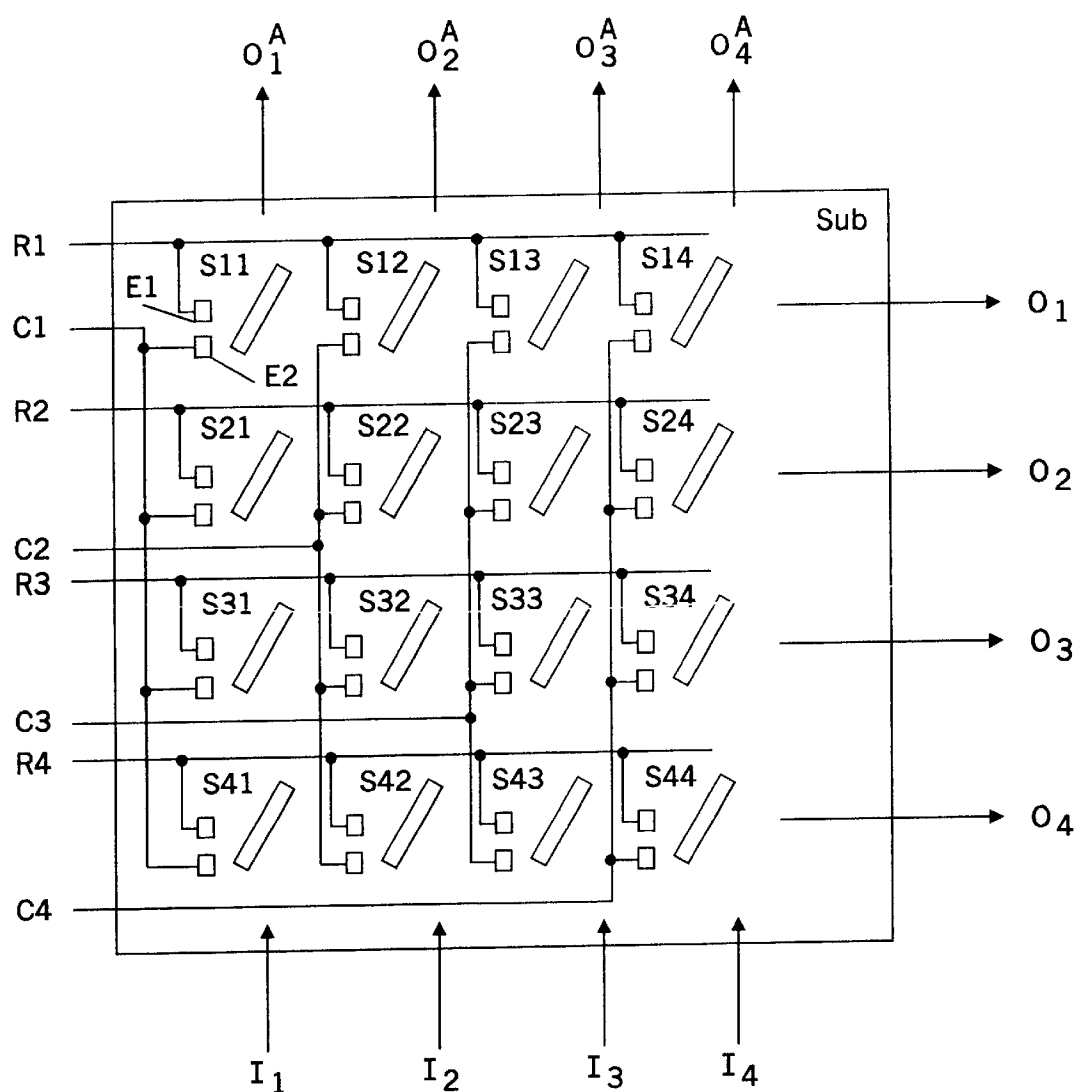 O₁ᴬ O₂ᴬ O₃ᴬ O₄ᴬ
Sub
R1
S11 S12 S13 S14
E1
O₁
C1
E2
R2
S21 S22 S23 S24
O₂
C2
R3
S31 S32 S33 S34
O₃
C3
R4
S41 S42 S43 S44
O₄
C4
I₁ I₂ I₃ I₄